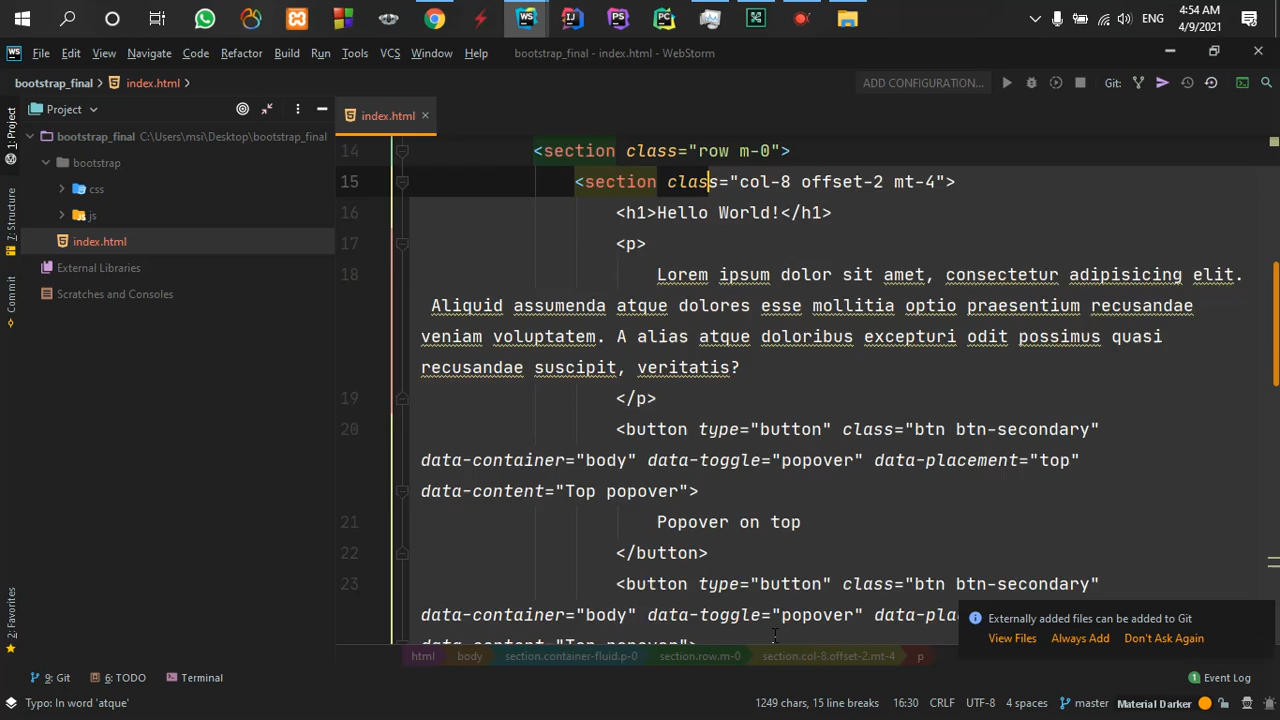 ENG
4:54 AM
4/9/2021
WS
File Edit View Navigate Code Refactor Build Run Tools VCS Window Help
bootstrap_final - index.html - WebStorm
bootstrap_final
index.html
ADD CONFIGURATION...
Git:
Project
index.html
1: Project
7: Structure
Commit
2: Favorites
bootstrap_final C:\Users\msi\Desktop\bootstrap_final
bootstrap
css
js
index.html
External Libraries
Scratches and Consoles
14 <section class="row m-0">
15 <section class="col-8 offset-2 mt-4">
16 <h1>Hello World!</h1>
17 <p>
18 Lorem ipsum dolor sit amet, consectetur adipisicing elit.
Aliquid assumenda atque dolores esse mollitia optio praesentium recusandae
veniam voluptatem. A alias atque doloribus excepturi odit possimus quasi
recusandae suscipit, veritatis?
19 </p>
20 <button type="button" class="btn btn-secondary"
data-container="body" data-toggle="popover" data-placement="top"
data-content="Top popover">
21 Popover on top
22 </button>
23 <button type="button" class="btn btn-secondary"
data-container="body" data-toggle="popover" data-plac
data-content="Top popover">
Externally added files can be added to Git
View Files Always Add Don't Ask Again
html body section.container-fluid.p-0 section.row.m-0 section.col-8.offset-2.mt-4 p
9: Git
6: TODO
Terminal
1 Event Log
Typo: In word 'atque'
1249 chars, 15 line breaks 16:30 CRLF UTF-8 4 spaces master Material Darker